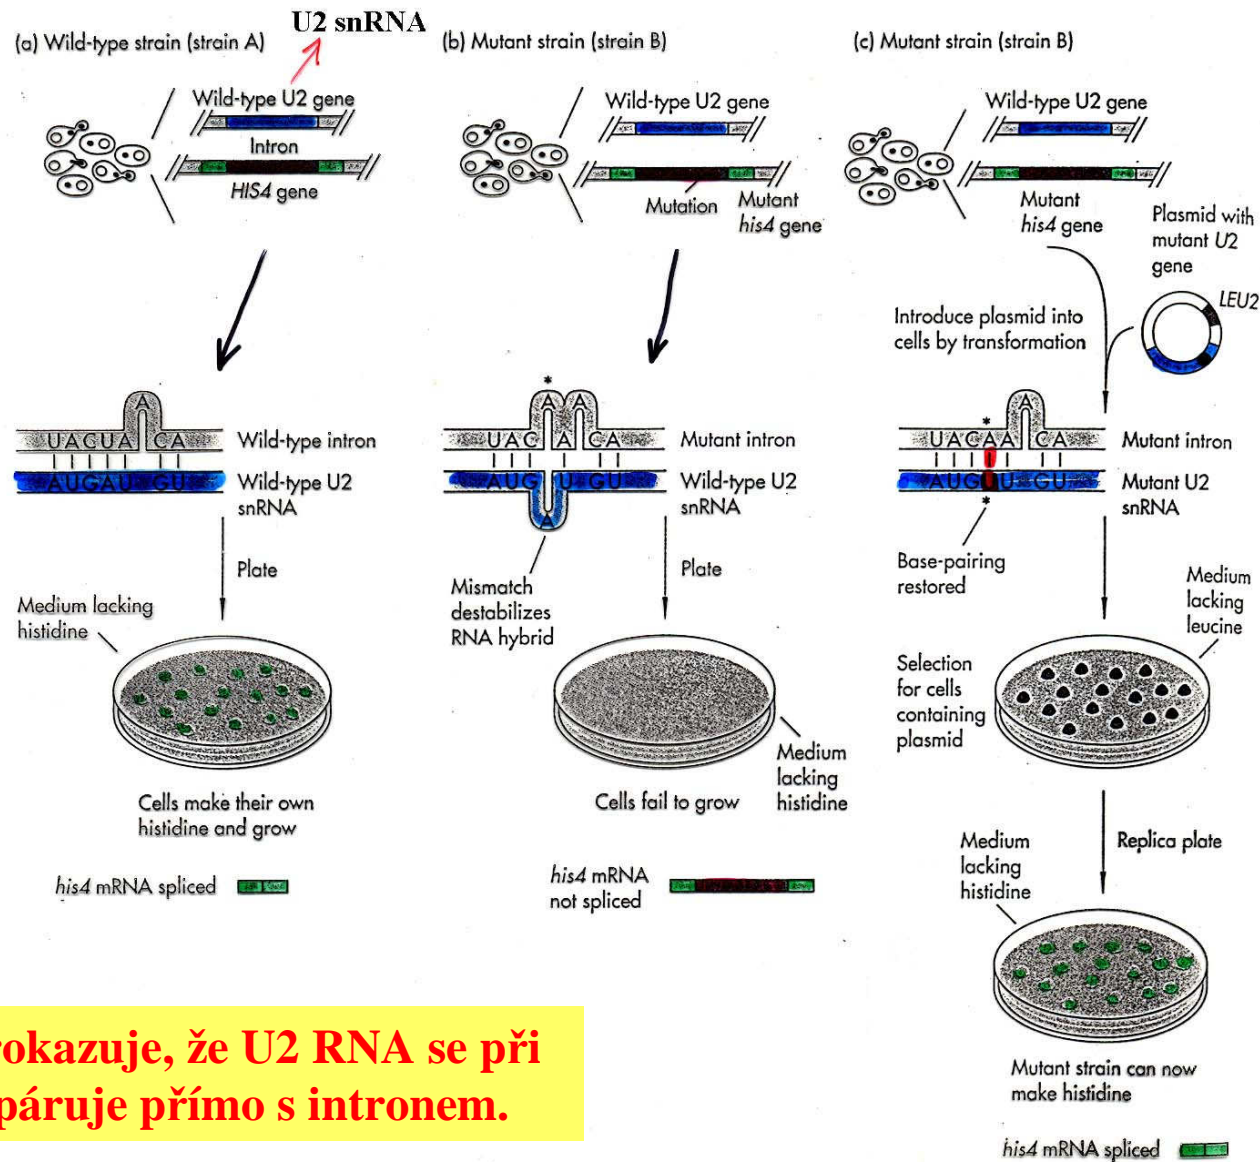 U2 snRNA
(a) Wild-type strain (strain A)
Wild-type U2 gene
Intron
HIS4 gene
UACUA A CA
Wild-type intron
AUGAU GU
Wild-type U2
snRNA
Plate
Medium lacking
histidine
Cells make their own
histidine and grow
his4 mRNA spliced
(b) Mutant strain (strain B)
Wild-type U2 gene
Mutation
Mutant
his4 gene
*
A A
UAC A CA
Mutant intron
AUG U GU
A
Wild-type U2
snRNA
Mismatch
destabilizes
RNA hybrid
Plate
Medium
lacking
histidine
Cells fail to grow
his4 mRNA
not spliced
(c) Mutant strain (strain B)
Wild-type U2 gene
Mutant
his4 gene
Plasmid with
mutant U2
gene
LEU2
Introduce plasmid into
cells by transformation
*
A
UACAA CA
Mutant intron
AUG U GU
*
Mutant U2
snRNA
Base-pairing
restored
Medium
lacking
leucine
Selection
for cells
containing
plasmid
Replica plate
Medium
lacking
histidine
Mutant strain can now
make histidine
his4 mRNA spliced
rokazuje, že U2 RNA se při
páruje přímo s intronem.